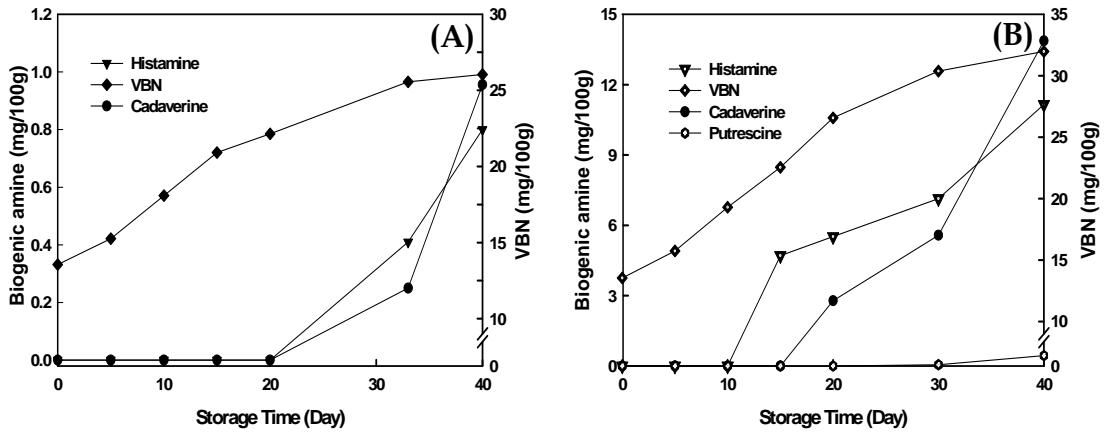 (A)
Histamine
VBN
Cadaverine
Biogenic amine (mg/100g)
1.2
1.0
0.8
0.6
0.4
0.2
0.0
30
25
20
15
10
0
VBN (mg/100g)
0 10 20 30 40
Storage Time (Day)
(B)
Histamine
VBN
Cadaverine
Putrescine
Biogenic amine (mg/100g)
15
12
9
6
3
0
35
30
25
20
15
10
0
VBN (mg/100g)
0 10 20 30 40
Storage Time (Day)